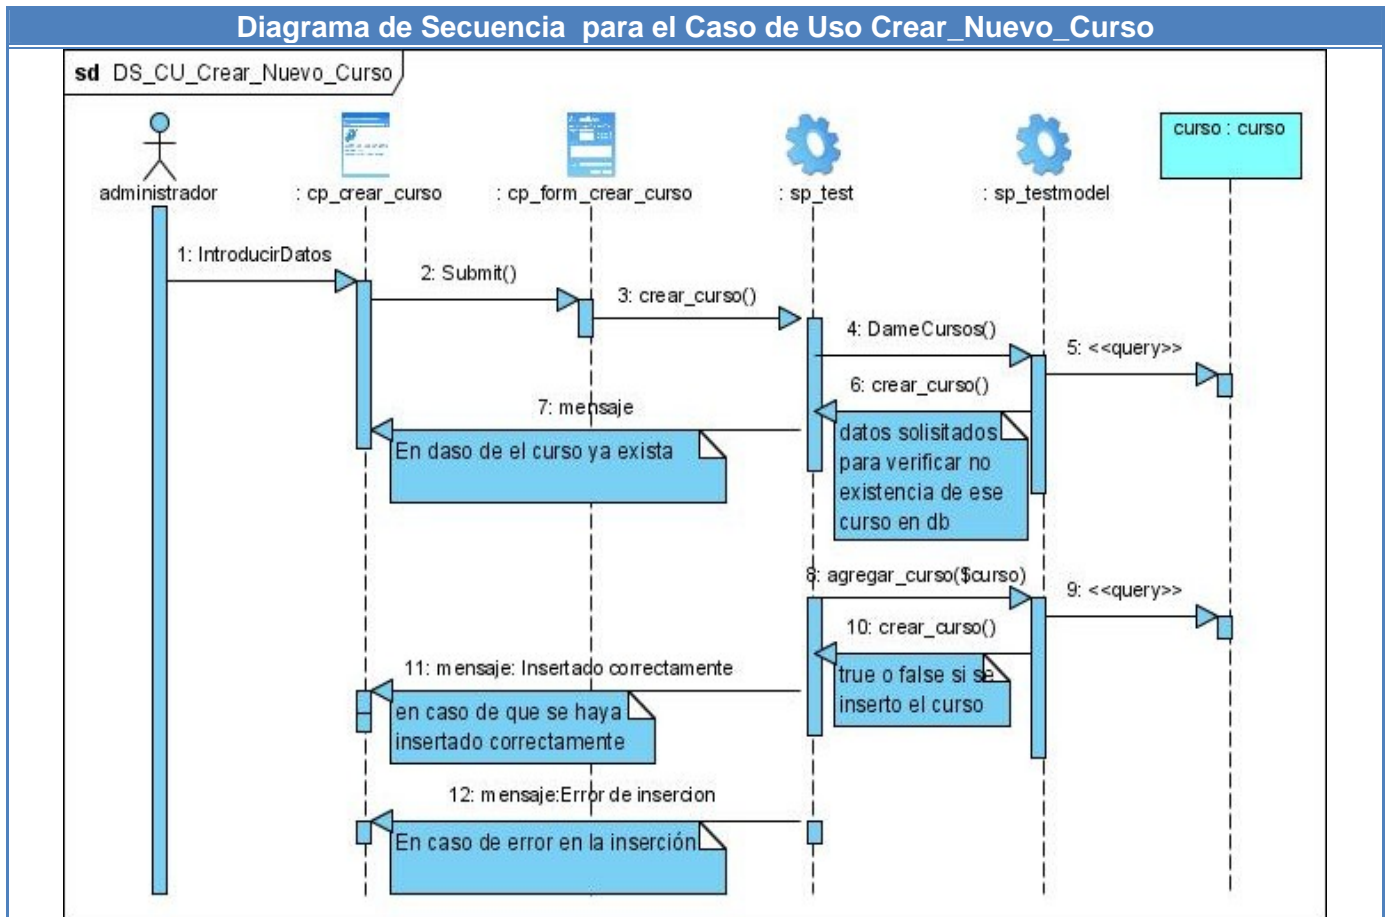 Diagrama de Secuencia para el Caso de Uso Crear_Nuevo_Curso
sd DS_CU_Crear_Nuevo_Curso
curso : curso
administrador
: cp_crear_curso
: cp_form_crear_curso
: sp_test
: sp_testmodel
1: IntroducirDatos
2: Submit()
3: crear_curso()
4: DameCursos()
5: <<query>>
6: crear_curso()
7: mensaje
datos solisitados
para verificar no
existencia de ese
curso en db
En daso de el curso ya exista
8: agregar_curso($curso)
9: <<query>>
10: crear_curso()
true o false si se
inserto el curso
11: mensaje: Insertado correctamente
en caso de que se haya
insertado correctamente
12: mensaje:Error de insercion
En caso de error en la inserción